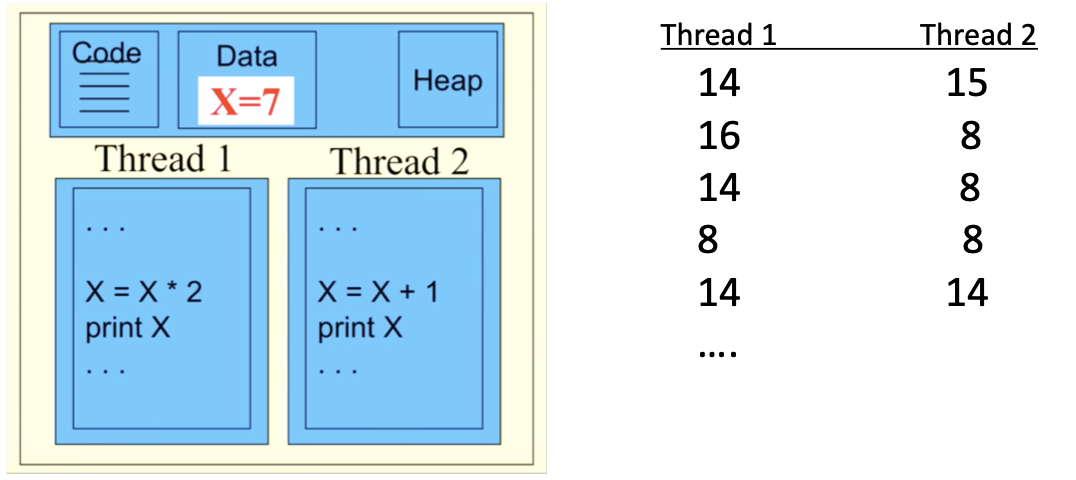 Code
Data
X=7
Heap
Thread 1
Thread 2
. . .
X = X * 2
print X
. . .
. . .
X = X + 1
print X
. . .
Thread 1 Thread 2
14 15
16 8
14 8
8 8
14 14
....